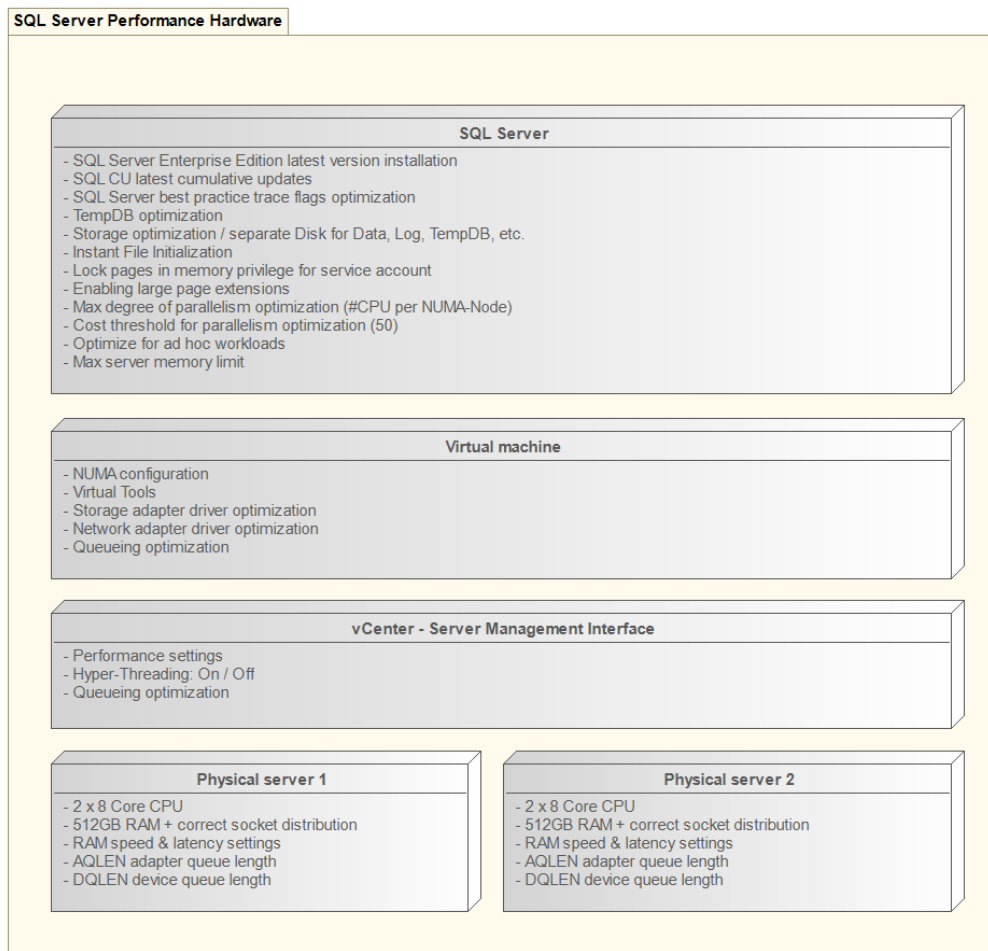 SQL Server Performance Hardware
SQL Server
- SQL Server Enterprise Edition latest version installation
- SQL CU latest cumulative updates
- SQL Server best practice trace flags optimization
- TempDB optimization
- Storage optimization / separate Disk for Data, Log, TempDB, etc.
- Instant File Initialization
- Lock pages in memory privilege for service account
- Enabling large page extensions
- Max degree of parallelism optimization (#CPU per NUMA-Node)
- Cost threshold for parallelism optimization (50)
- Optimize for ad hoc workloads
- Max server memory limit
Virtual machine
- NUMA configuration
- Virtual Tools
- Storage adapter driver optimization
- Network adapter driver optimization
- Queueing optimization
vCenter - Server Management Interface
- Performance settings
- Hyper-Threading: On / Off
- Queueing optimization
Physical server 1
- 2 x 8 Core CPU
- 512GB RAM + correct socket distribution
- RAM speed & latency settings
- AQLEN adapter queue length
- DQLEN device queue length
Physical server 2
- 2 x 8 Core CPU
- 512GB RAM + correct socket distribution
- RAM speed & latency settings
- AQLEN adapter queue length
- DQLEN device queue length